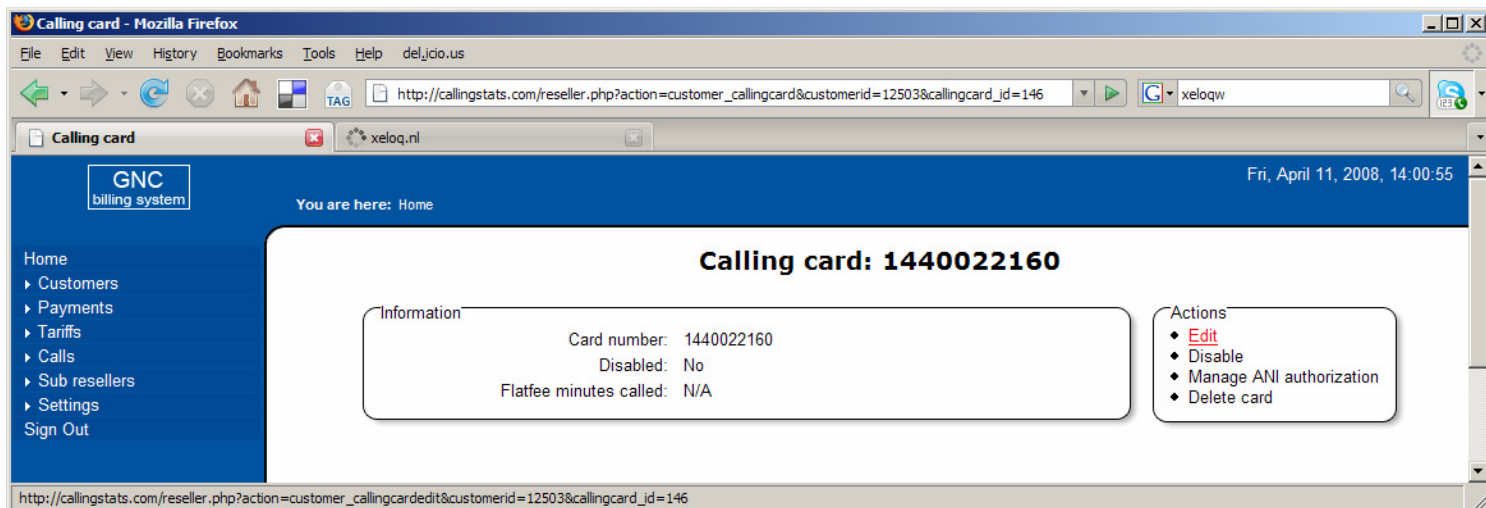 Calling card - Mozilla Firefox
File Edit View History Bookmarks Tools Help del.icio.us
TAG http://callingstats.com/reseller.php?action=customer_callingcard&customerid=12503&callingcard_id=146 G xeloqw 123
Calling card xeloq.nl
GNC
billing system
Fri, April 11, 2008, 14:00:55
You are here: Home
Home
Customers
Payments
Tariffs
Calls
Sub resellers
Settings
Sign Out
Calling card: 1440022160
Information
Card number: 1440022160
Disabled: No
Flatfee minutes called: N/A
Actions
Edit
Disable
Manage ANI authorization
Delete card
http://callingstats.com/reseller.php?action=customer_callingcardedit&customerid=12503&callingcard_id=146